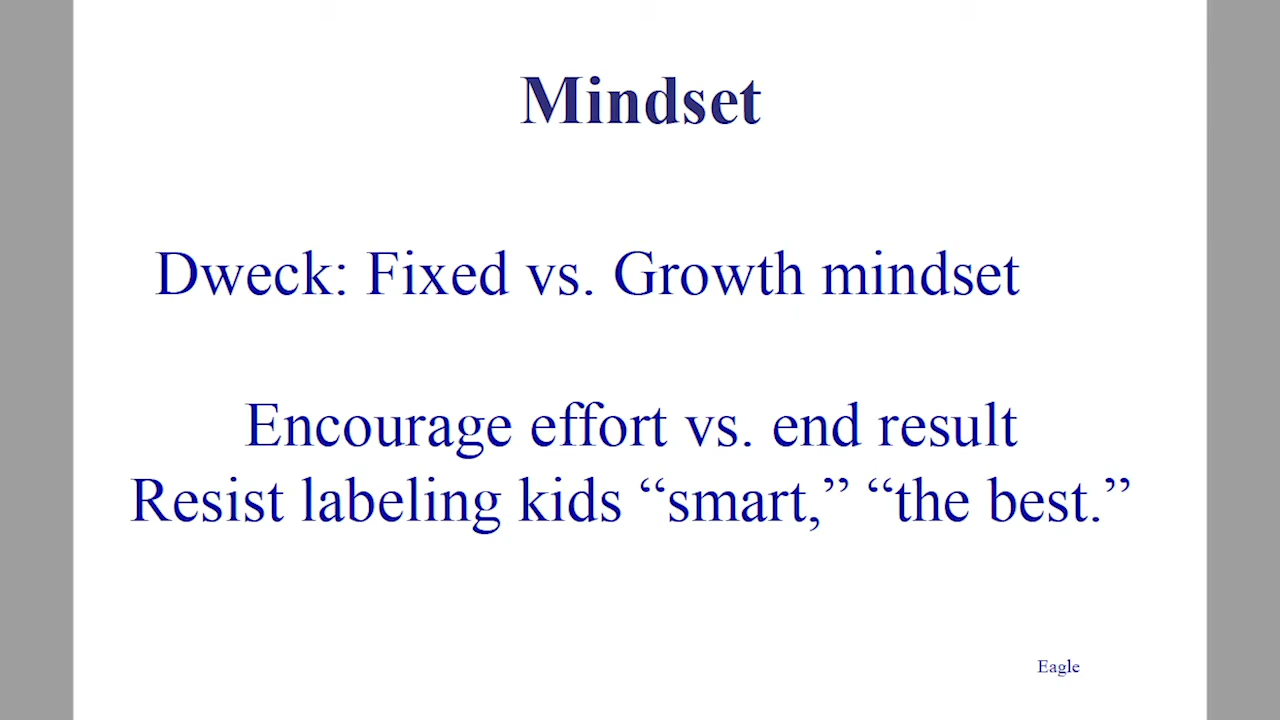 Mindset
Dweck: Fixed vs. Growth mindset
Encourage effort vs. end result
Resist labeling kids “smart,” “the best.”
Eagle